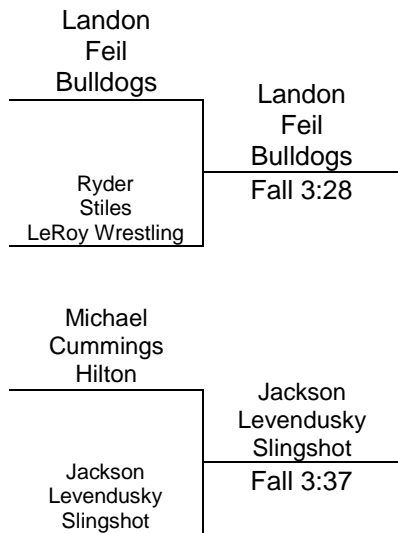 Landon
Feil
Bulldogs
Landon
Feil
Bulldogs
Fall 3:28
Ryder
Stiles
LeRoy Wrestling
Michael
Cummings
Hilton
Jackson
Levendusky
Slingshot
Fall 3:37
Jackson
Levendusky
Slingshot